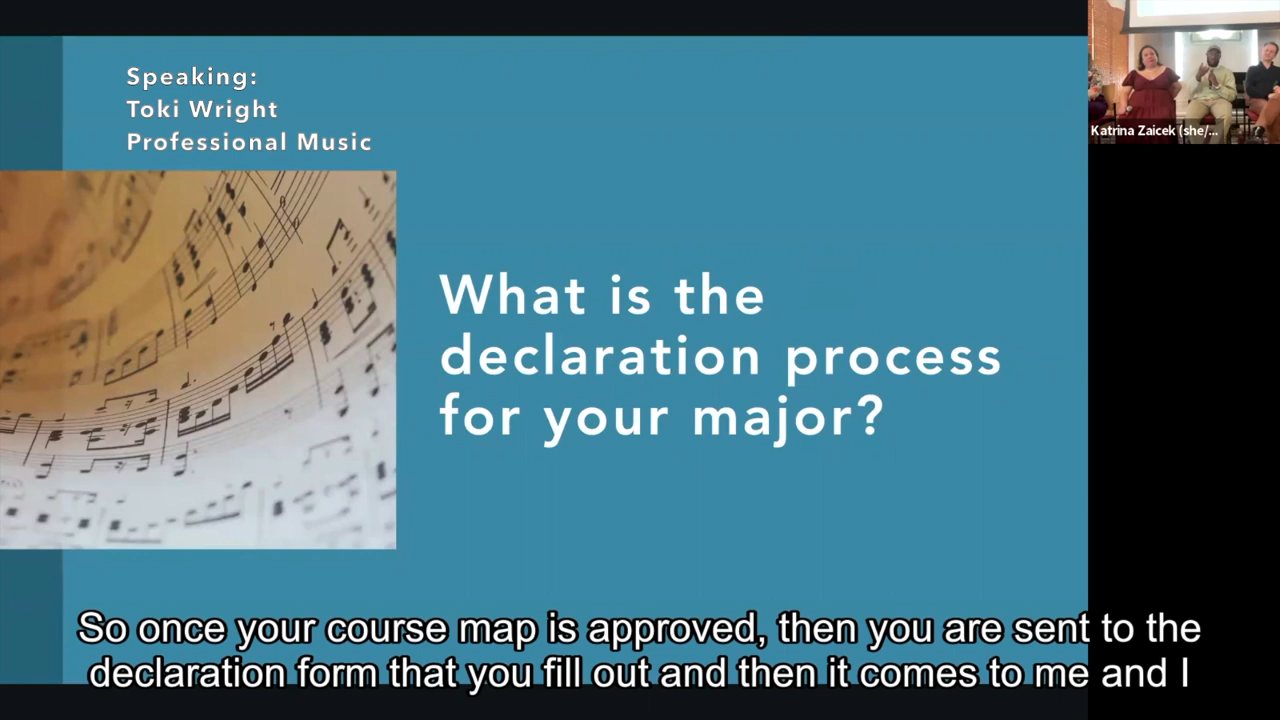 Speaking:
Toki Wright
Professional Music
Katrina Zaicek (she/...
What is the
declaration process
for your major?
So once your course map is approved, then you are sent to the
declaration form that you fill out and then it comes to me and I